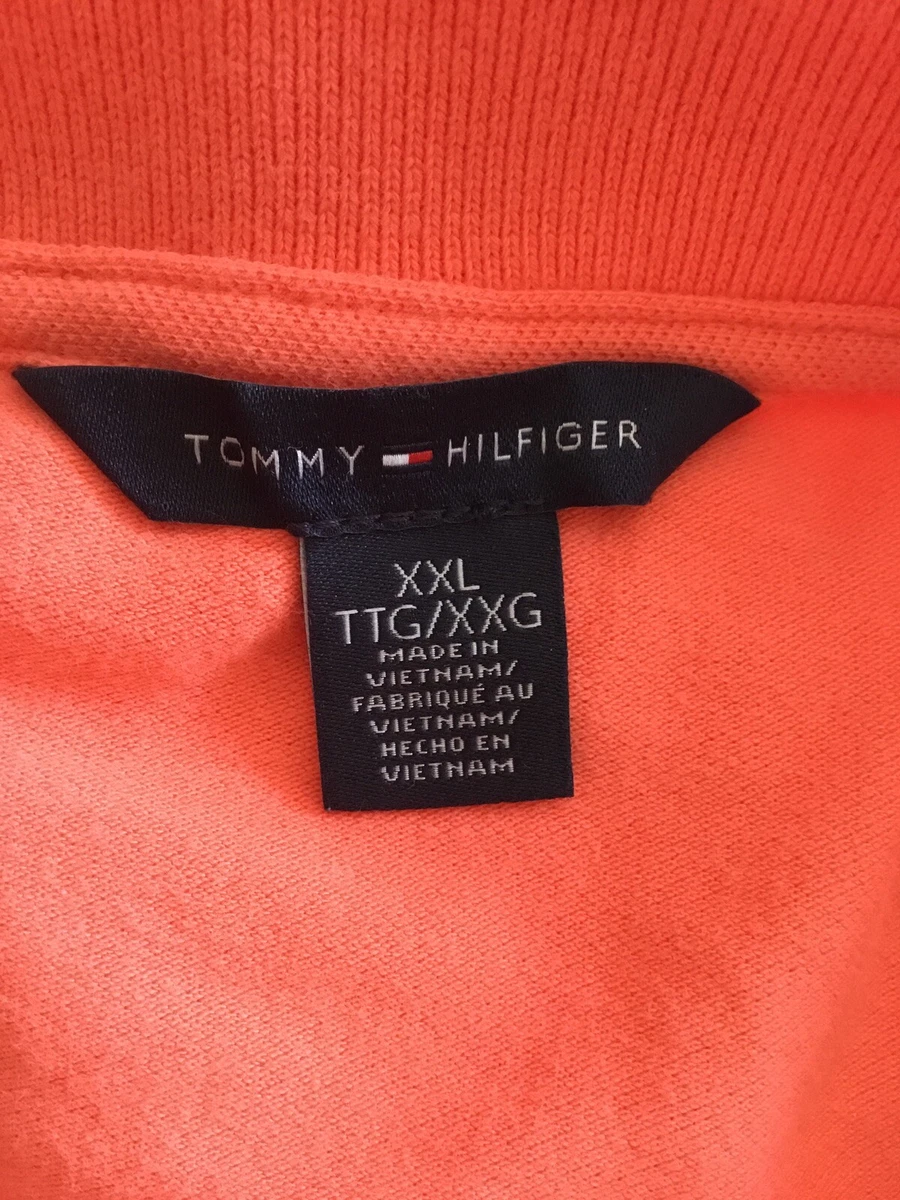 TOMMY HILFIGER
XXL
TTG/XXG
MADE IN
VIETNAM/
FABRIQUÉ AU
VIETNAM/
HECHO EN
VIETNAM